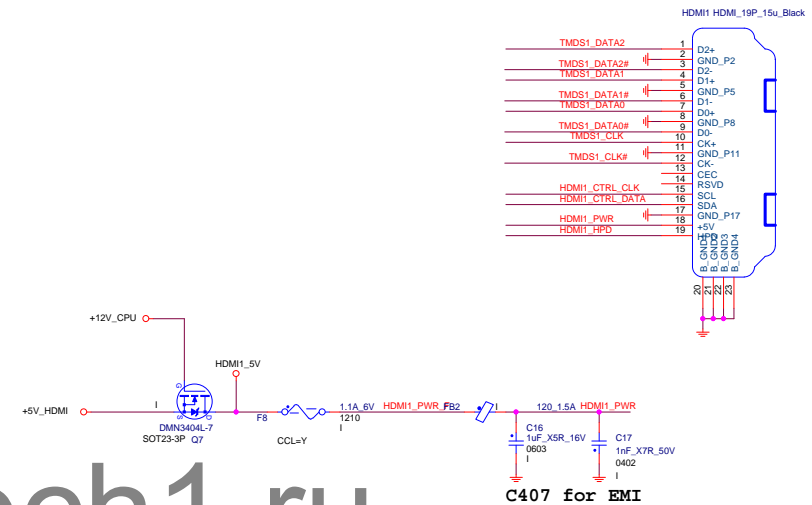 HDMI1 HDMI_19P_15u_Black
TMDS1_DATA2 1 D2+
2 GND_P2
TMDS1_DATA2# 3 D2-
TMDS1_DATA1 4 D1+
5 GND_P5
TMDS1_DATA1# 6 D1-
TMDS1_DATA0 7 D0+
8 GND_P8
TMDS1_DATA0# 9 D0-
TMDS1_CLK 10 CK+
11 GND_P11
TMDS1_CLK# 12 CK-
13 CEC
14 RSVD
HDMI1_CTRL_CLK 15 SCL
HDMI1_CTRL_DATA 16 SDA
17 GND_P17
HDMI1_PWR 18 +5V
HDMI1_HPD 19 HPD
B_GND1 B_GND2 B_GND3 B_GND4
20 21 22 23
+12V_CPU
HDMI1_5V
G
+5V_HDMI I S D F8 1.1A_6V HDMI1_PWR_F FB2 I 120_1.5A HDMI1_PWR
DMN3404L-7 1210
SOT23-3P Q7 CCL=Y I
C16 C17
1uF_X5R_16V 1nF_X7R_50V
0603 0402
I I
C407 for EMI
ech1.ru